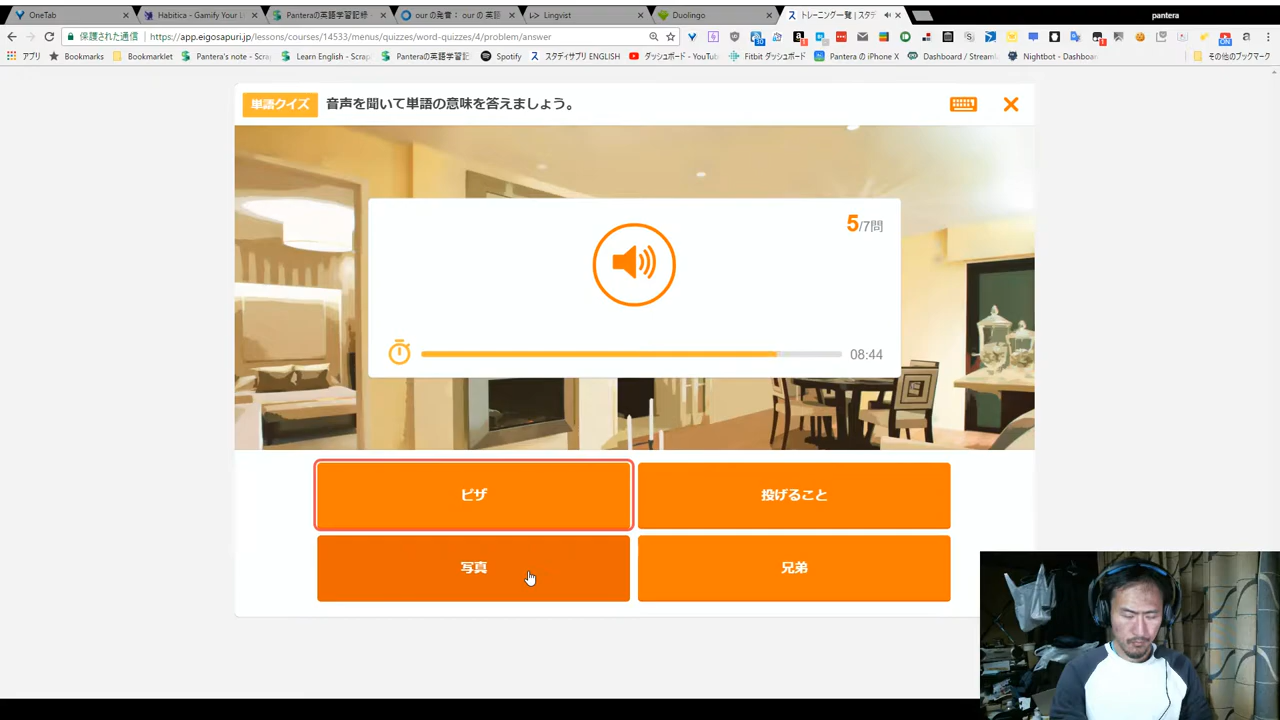 OneTab
Habitica - Gamify Your L
Panteraの英語学習記録 -
our の発音： our の 英語
Lingvist
Duolingo
トレーニング一覧 | スタデ
pantera
保護された通信
https://app.eigosapuri.jp/lessons/courses/14533/menus/quizzes/word-quizzes/4/problem/answer
アプリ
Bookmarks
Bookmarklet
Pantera's note - Scrap
Learn English - Scrap
Panteraの英語学習記
Spotify
スタディサプリ ENGLISH
ダッシュボード - YouTu
Fitbit ダッシュボード
Pantera の iPhone X
Dashboard / Streaml
Nightbot - Dashboa
その他のブックマーク
単語クイズ
音声を聞いて単語の意味を答えましょう。
5/7問
08:44
ピザ
投げること
写真
兄弟